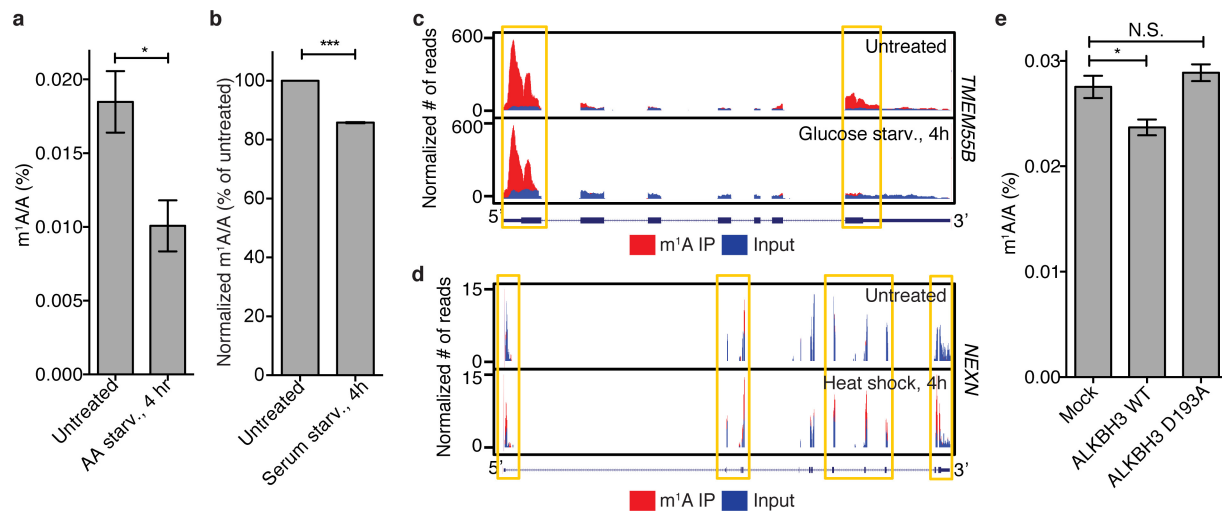 a
m¹A/A (%)
0.020
0.015
0.010
0.005
0.000
*
Untreated
AA starv., 4 hr
b
Normalized m¹A/A (% of untreated)
100
80
60
40
20
0
***
Untreated
Serum starv., 4h
c
Normalized # of reads
600
0
Untreated
600
0
Glucose starv., 4h
TMEM55B
5’
3’
m¹A IP
Input
d
Normalized # of reads
15
0
Untreated
15
0
Heat shock, 4h
NEXN
5’
3’
m¹A IP
Input
e
m¹A/A (%)
0.03
0.02
0.01
0.00
N.S.
*
Mock
ALKBH3 WT
ALKBH3 D193A